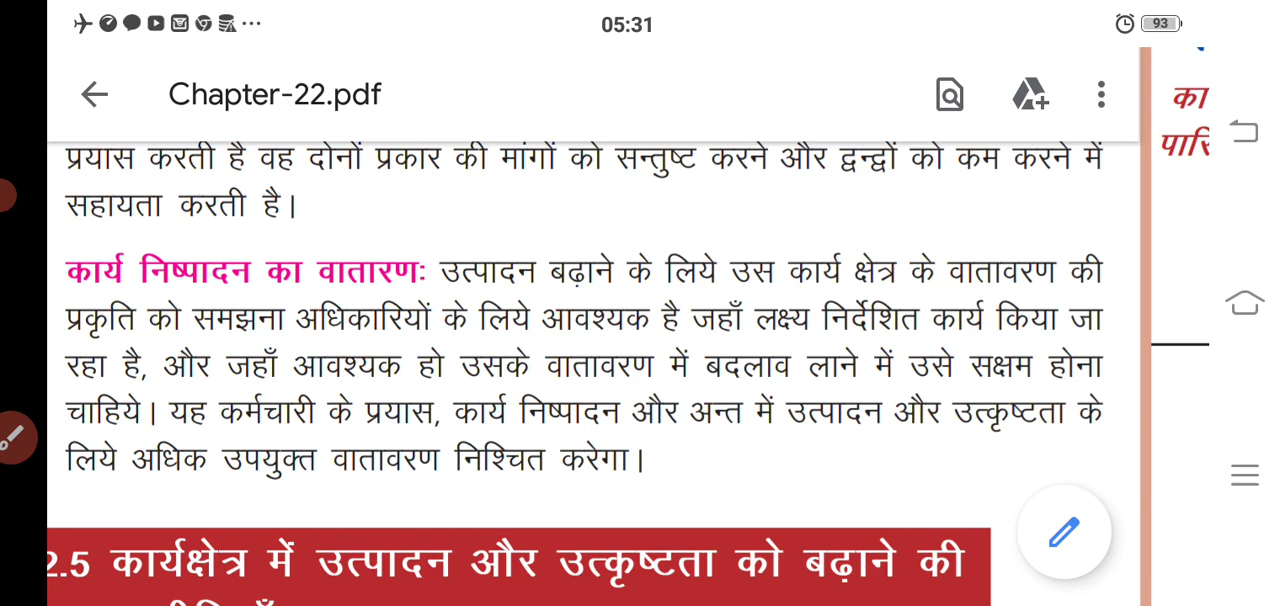 05:31
93
Chapter-22.pdf
प्रयास करती है वह दोनों प्रकार की मांगों को सन्तुष्ट करने और द्वन्द्वों को कम करने में
सहायता करती है।
कार्य निष्पादन का वातारण: उत्पादन बढ़ाने के लिये उस कार्य क्षेत्र के वातावरण की
प्रकृति को समझना अधिकारियों के लिये आवश्यक है जहाँ लक्ष्य निर्देशित कार्य किया जा
रहा है, और जहाँ आवश्यक हो उसके वातावरण में बदलाव लाने में उसे सक्षम होना
चाहिये। यह कर्मचारी के प्रयास, कार्य निष्पादन और अन्त में उत्पादन और उत्कृष्टता के
लिये अधिक उपयुक्त वातावरण निश्चित करेगा।
2.5 कार्यक्षेत्र में उत्पादन और उत्कृष्टता को बढ़ाने की
का